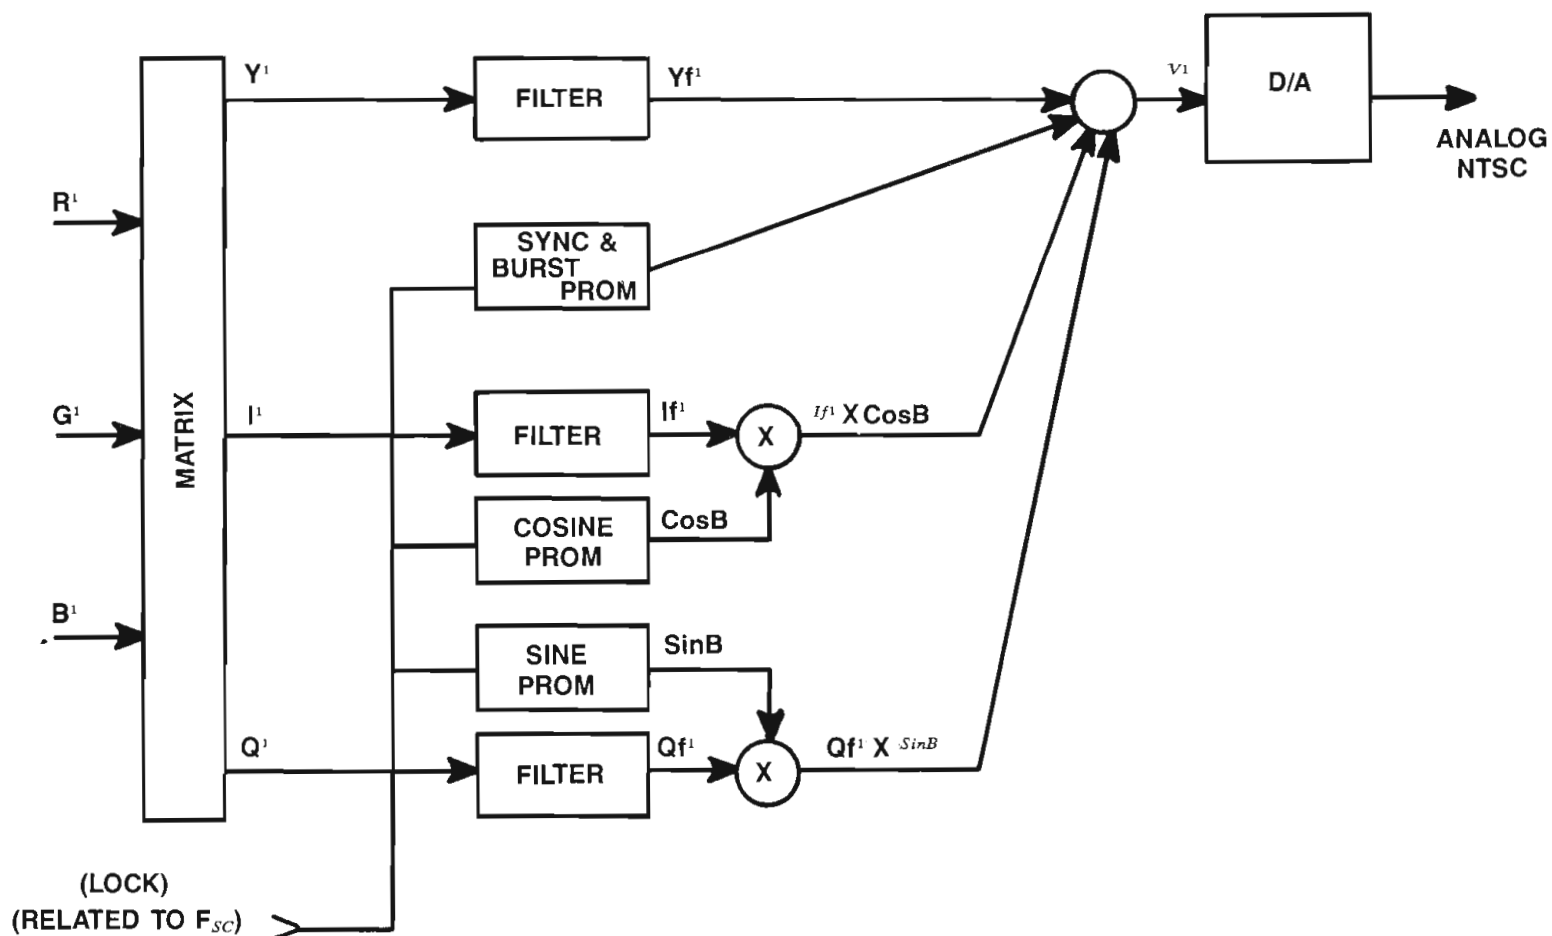 Y¹
FILTER
Yf¹
V¹
D/A
ANALOG
NTSC
R¹
SYNC &
BURST
PROM
G¹
MATRIX
I¹
FILTER
If¹
X
If¹ X CosB
COSINE
PROM
CosB
B¹
SINE
PROM
SinB
Q¹
FILTER
Qf¹
X
Qf¹ X SinB
(LOCK)
(RELATED TO FSC)